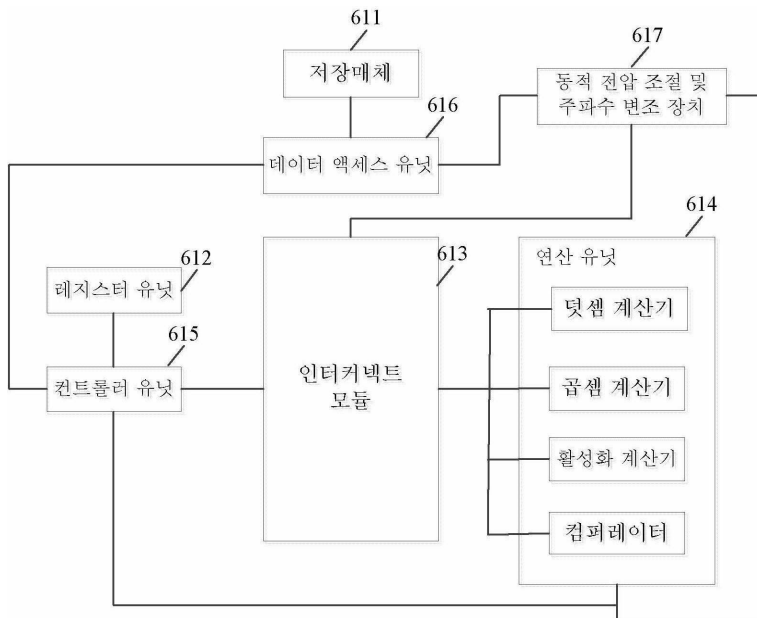 611
저장매체
617
동적 전압 조절 및
주파수 변조 장치
616
데이터 액세스 유닛
614
연산 유닛
613
인터커넥트
모듈
612
레지스터 유닛
615
컨트롤러 유닛
덧셈 계산기
곱셈 계산기
활성화 계산기
컴퍼레이터